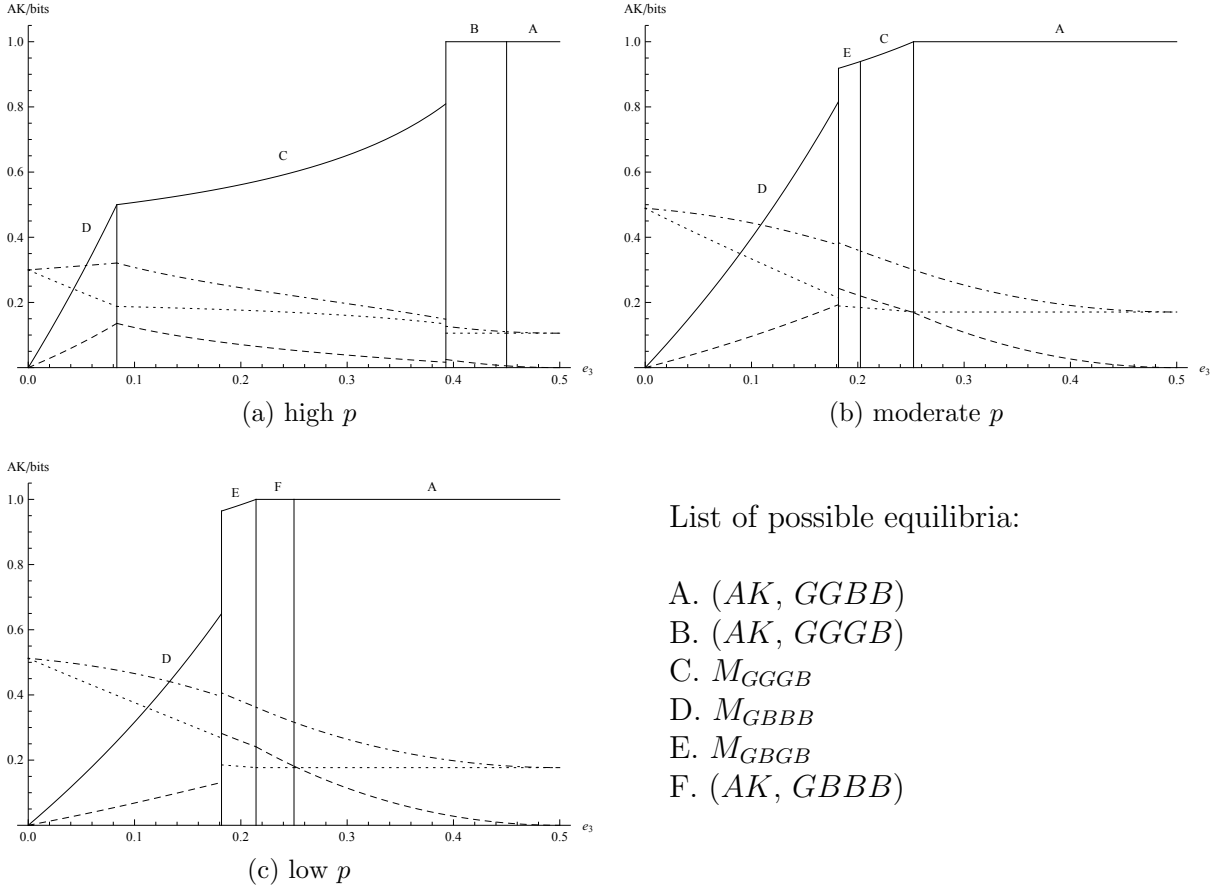 AK/bits
B A
1.0
0.8
C
0.6
D
0.4
0.2
0.0 0.1 0.2 0.3 0.4 0.5 e₃
(a) high p
AK/bits
C A
E
1.0
0.8
0.6
D
0.4
0.2
0.0 0.1 0.2 0.3 0.4 0.5 e₃
(b) moderate p
AK/bits
E F A
1.0
0.8
0.6
D
0.4
0.2
0.0 0.1 0.2 0.3 0.4 0.5 e₃
(c) low p
List of possible equilibria:
A. (AK, GGBB)
B. (AK, GGGB)
C. M_GGGB
D. M_GBBB
E. M_GBGB
F. (AK, GBBB)